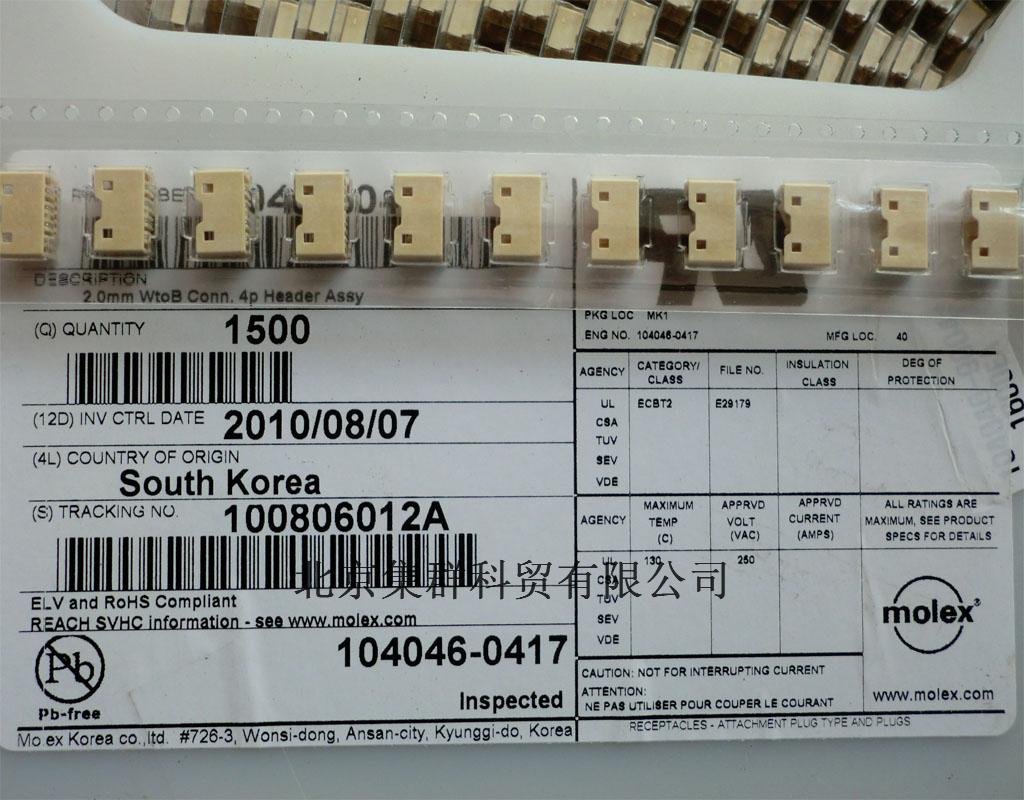 DESCRIPTION
2.0mm WtoB Conn. 4p Header Assy
(Q) QUANTITY 1500
(12D) INV CTRL DATE 2010/08/07
(4L) COUNTRY OF ORIGIN
South Korea
(S) TRACKING NO. 100806012A
ELV and RoHS Compliant
REACH SVHC information - see www.molex.com
Pb
Pb-free
104046-0417
Inspected
Mo ex Korea co.,ltd. #726-3, Wonsi-dong, Ansan-city, Kyunggi-do, Korea
PKG LOC MK1
ENG NO. 104046-0417 MFG LOC. 40
AGENCY CATEGORY/ CLASS FILE NO. INSULATION CLASS DEG OF PROTECTION
UL ECBT2 E29179
CSA
TUV
SEV
VDE
AGENCY MAXIMUM TEMP (C) APPRVD VOLT (VAC) APPRVD CURRENT (AMPS)
ALL RATINGS ARE
MAXIMUM, SEE PRODUCT
SPECS FOR DETAILS
UL 130 250
CSA
TUV
SEV
VDE
molex®
www.molex.com
CAUTION: NOT FOR INTERRUPTING CURRENT
ATTENTION:
NE PAS UTILISER POUR COUPER LE COURANT
RECEPTACLES - ATTACHMENT PLUG TYPE AND PLUGS
北京集群科贸有限公司